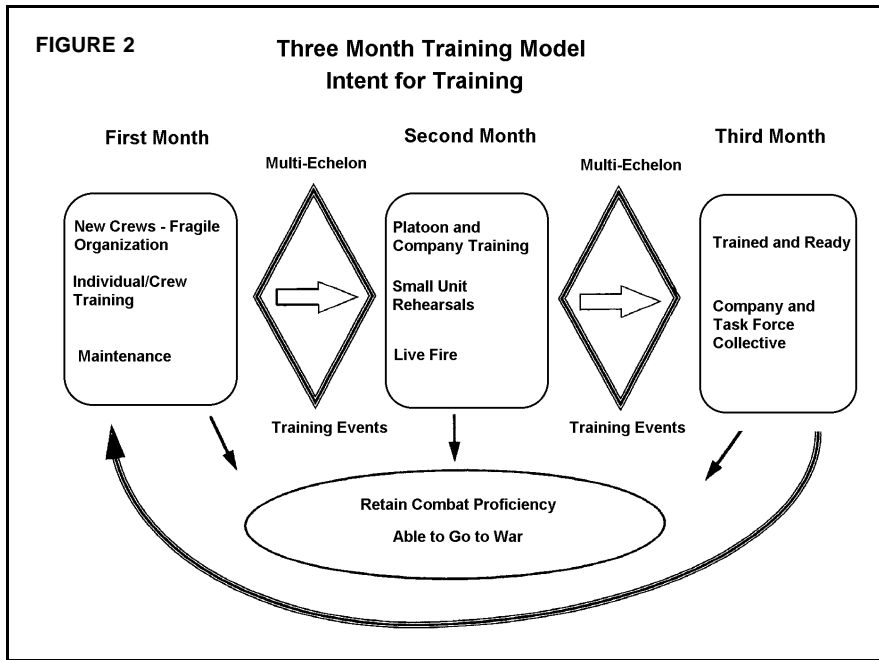 FIGURE 2
Three Month Training Model
Intent for Training
First Month
Second Month
Third Month
Multi-Echelon
Multi-Echelon
New Crews - Fragile
Organization
Individual/Crew
Training
Maintenance
Platoon and
Company Training
Small Unit
Rehearsals
Live Fire
Trained and Ready
Company and
Task Force
Collective
Training Events
Training Events
Retain Combat Proficiency
Able to Go to War